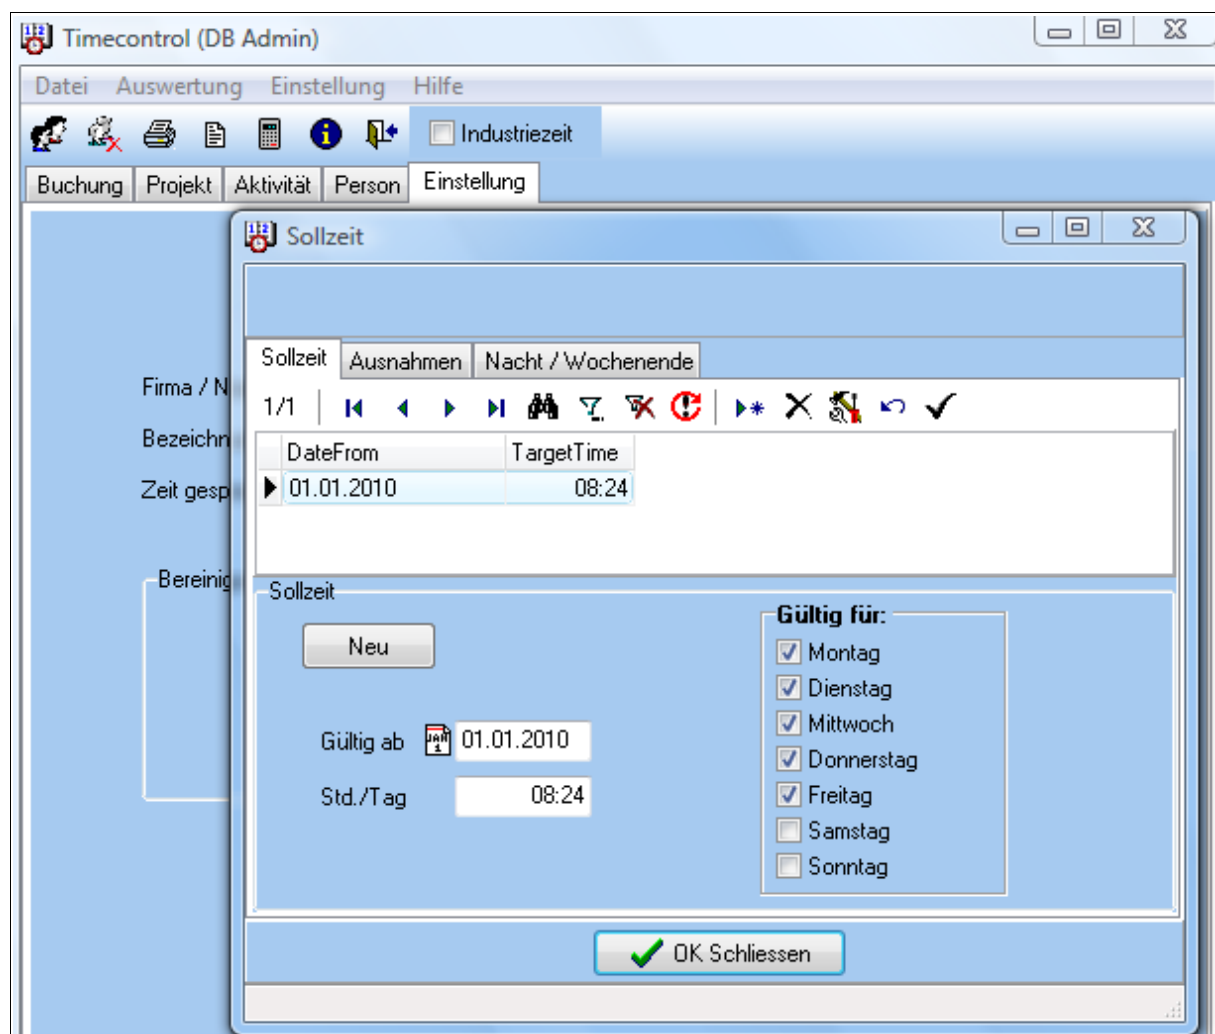 Timecontrol (DB Admin)
Datei Auswertung Einstellung Hilfe
Industriezeit
Buchung Projekt Aktivität Person Einstellung
Sollzeit
Sollzeit Ausnahmen Nacht / Wochenende
Firma / N
1/1
Bezeichn
DateFrom TargetTime
Zeit gesp
01.01.2010 08:24
Bereinig
Sollzeit
Gültig für:
Neu
Montag
Dienstag
Mittwoch
Gültig ab 01.01.2010
Donnerstag
Std./Tag 08:24
Freitag
Samstag
Sonntag
OK Schliessen